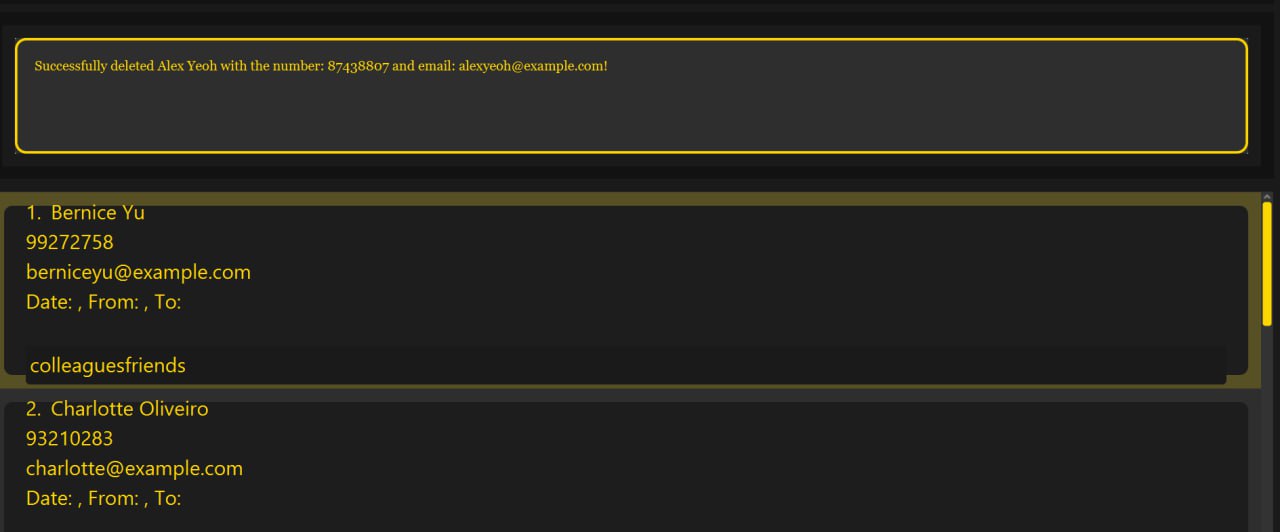 Successfully deleted Alex Yeoh with the number: 87438807 and email: alexyeoh@example.com!
1. Bernice Yu
99272758
berniceyu@example.com
Date: , From: , To:
colleaguesfriends
2. Charlotte Oliveiro
93210283
charlotte@example.com
Date: , From: , To: